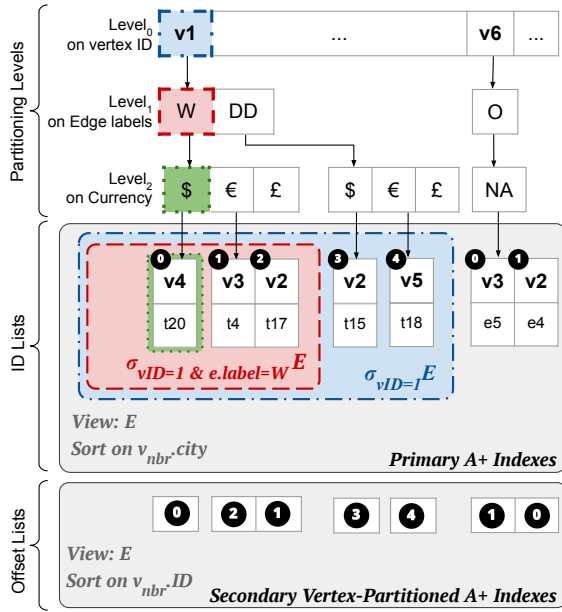 Partitioning Levels
Level0
on vertex ID
v1 ... v6 ...
Level1
on Edge labels
W DD O
Level2
on Currency
$ € £ $ € £ NA
ID Lists
0 1 2 3 4 0 1
v4 v3 v2 v2 v5 v3 v2
t20 t4 t17 t15 t18 e5 e4
σvID=1 & e.label=W E
σvID=1E
View: E
Sort on vnbr.city
Primary A+ Indexes
Offset Lists
0 2 1 3 4 1 0
View: E
Sort on vnbr.ID
Secondary Vertex-Partitioned A+ Indexes